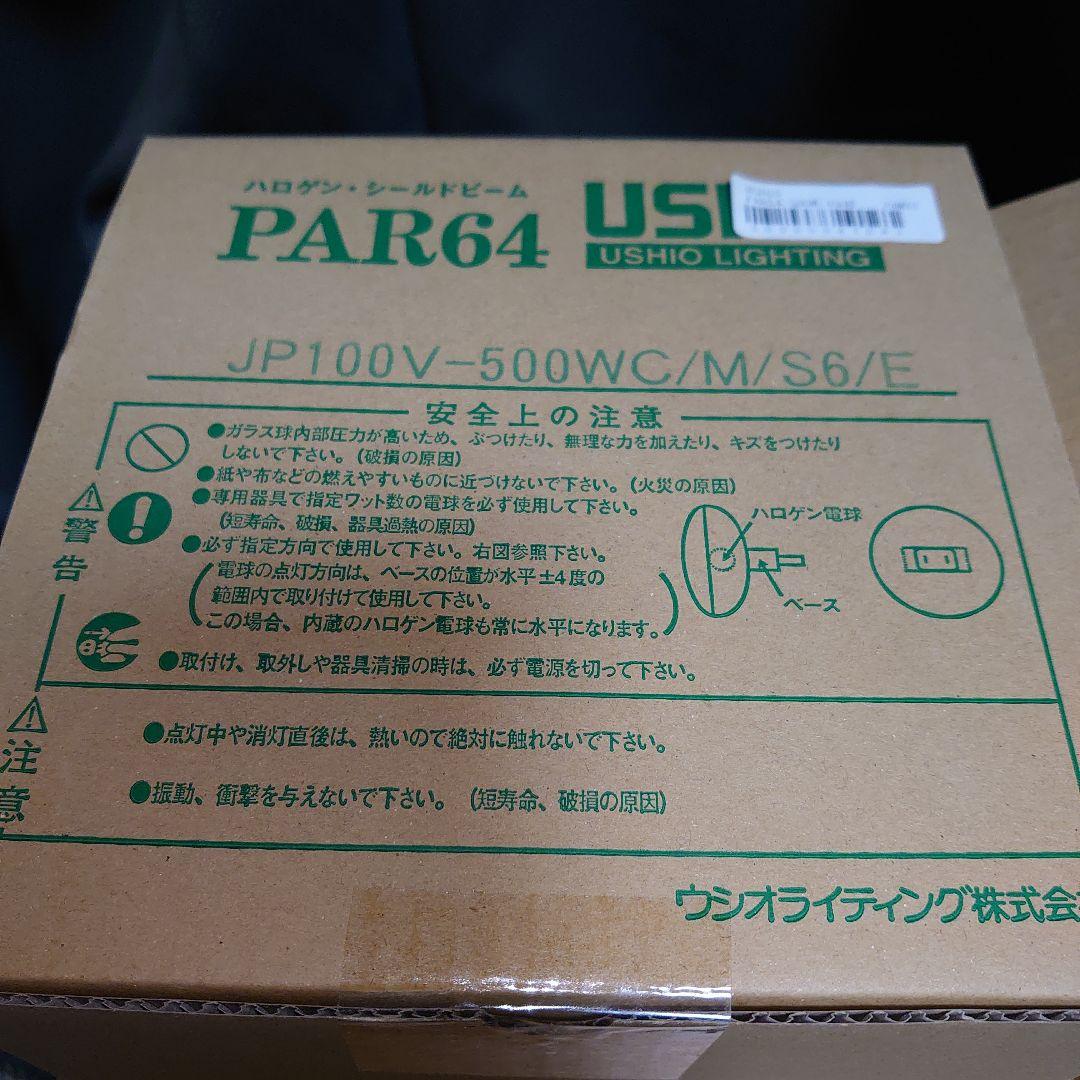 ハロゲン・シールドビーム
PAR64
USHIO LIGHTING
JP100V-500WC/M/S6/E
安全上の注意
●ガラス球内部圧力が高いため、ぶつけたり、無理な力を加えたり、キズをつけたり
しないで下さい。(破損の原因)
●紙や布などの燃えやすいものに近づけないで下さい。(火災の原因)
●専用器具で指定ワット数の電球を必ず使用して下さい。
(短寿命、破損、器具過熱の原因)
●必ず指定方向で使用して下さい。右図参照下さい。
(電球の点灯方向は、ベースの位置が水平±4度の
範囲内で取り付けて使用して下さい。
この場合、内蔵のハロゲン電球も常に水平になります。)
●取付け、取外しや器具清掃の時は、必ず電源を切って下さい。
警告
ハロゲン電球
ベース
●点灯中や消灯直後は、熱いので絶対に触れないで下さい。
●振動、衝撃を与えないで下さい。(短寿命、破損の原因)
注意
ウシオライティング株式会